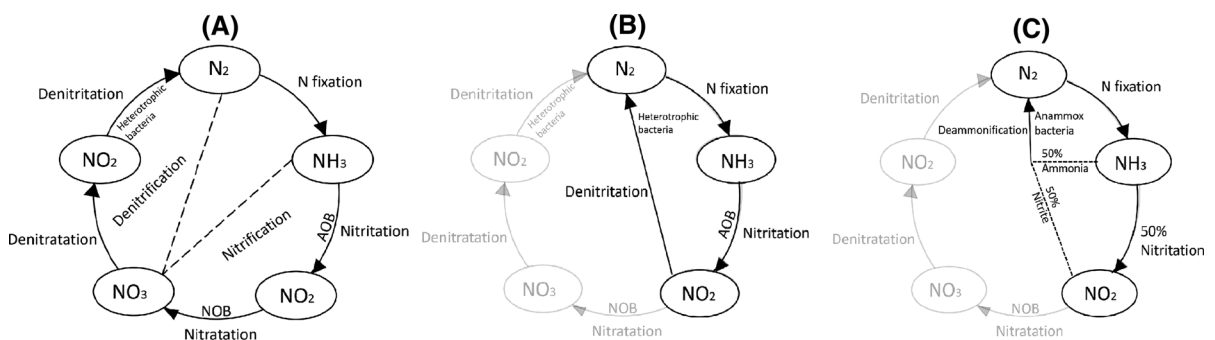 (A)
N2
N fixation
Denitritation
Heterotrophic
bacteria
NO2
NH3
Denitrification
Nitrification
AOB
Nitritation
Denitratation
NO3
NO2
NOB
Nitratation
(B)
N2
N fixation
Denitritation
Heterotrophic
bacteria
Heterotrophic
bacteria
NO2
NH3
Denitritation
AOB
Nitritation
Denitratation
NO3
NO2
NOB
Nitratation
(C)
N2
N fixation
Denitritation
Deammonification
Anammox
bacteria
NO2
50%
Ammonia
NH3
50%
Nitrite
50%
Nitritation
Denitratation
NO3
NO2
NOB
Nitratation